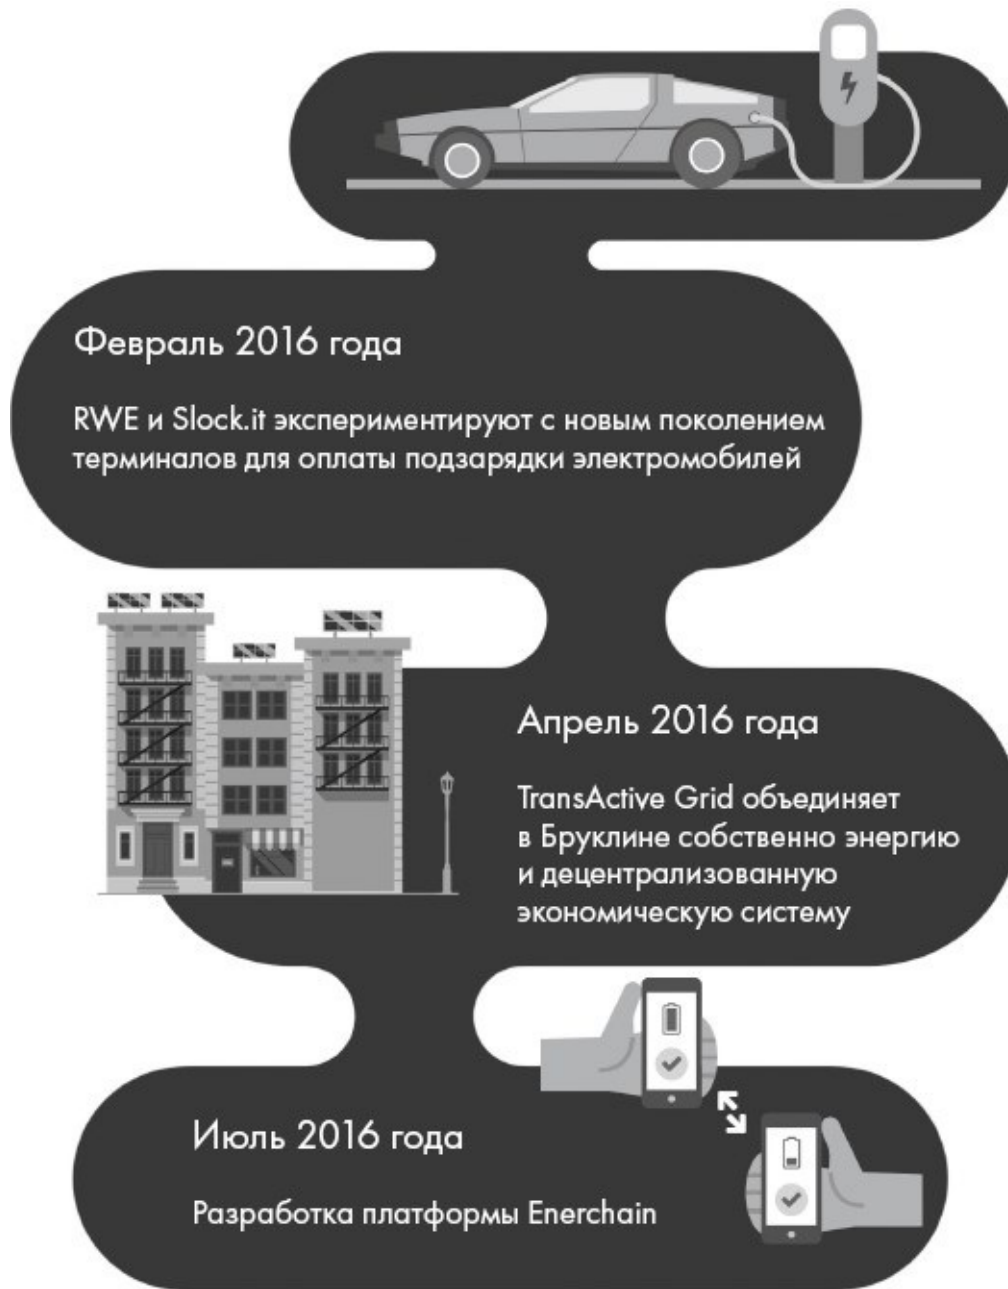 Февраль 2016 года
RWE и Slock.it экспериментируют с новым поколением
терминалов для оплаты подзарядки электромобилей
Апрель 2016 года
TransActive Grid объединяет
в Бруклине собственно энергию
и децентрализованную
экономическую систему
Июль 2016 года
Разработка платформы Enerchain